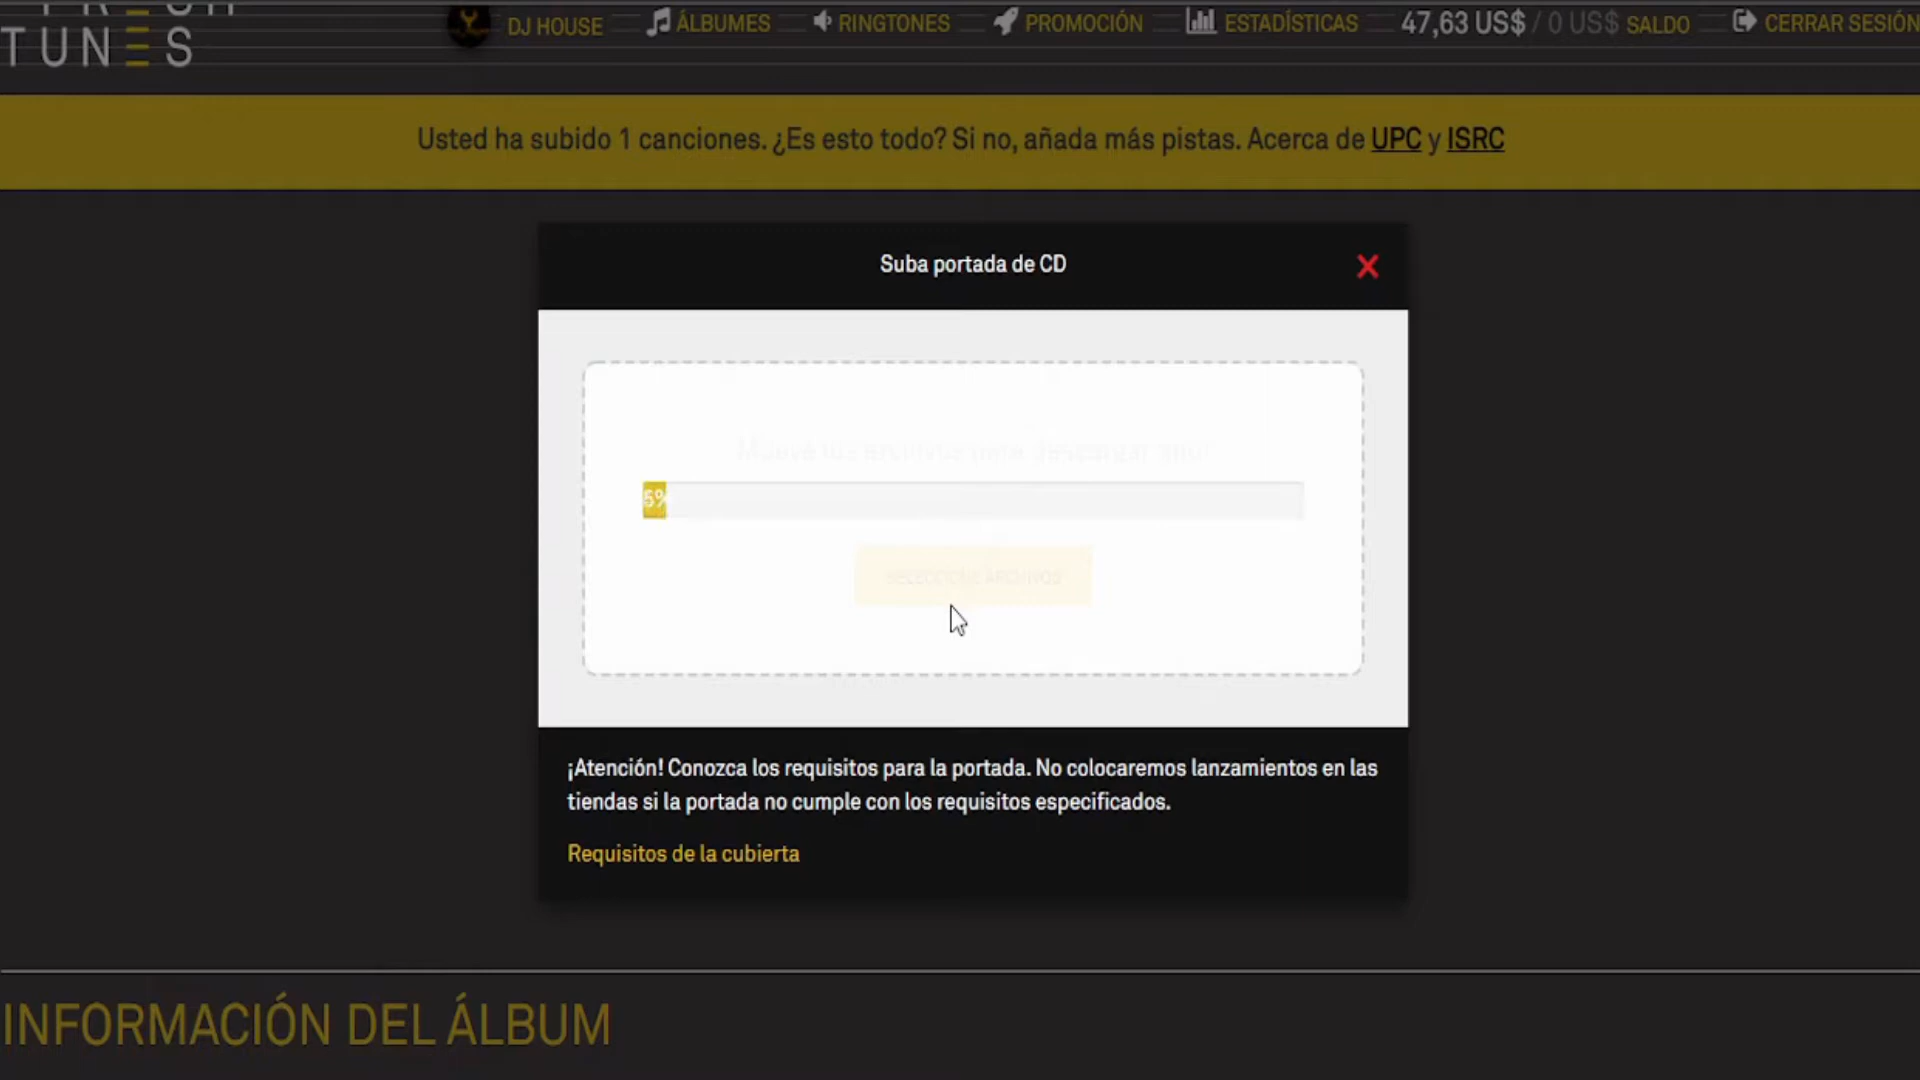 TUNES
DJ HOUSE
ÁLBUMES
RINGTONES
PROMOCIÓN
ESTADÍSTICAS
47,63 US$ / 0 US$ SALDO
CERRAR SESIÓN
Usted ha subido 1 canciones. ¿Es esto todo? Si no, añada más pistas. Acerca de UPC y ISRC
Suba portada de CD
5%
SELECCIONE ARCHIVOS
¡Atención! Conozca los requisitos para la portada. No colocaremos lanzamientos en las
tiendas si la portada no cumple con los requisitos especificados.
Requisitos de la cubierta
INFORMACIÓN DEL ÁLBUM